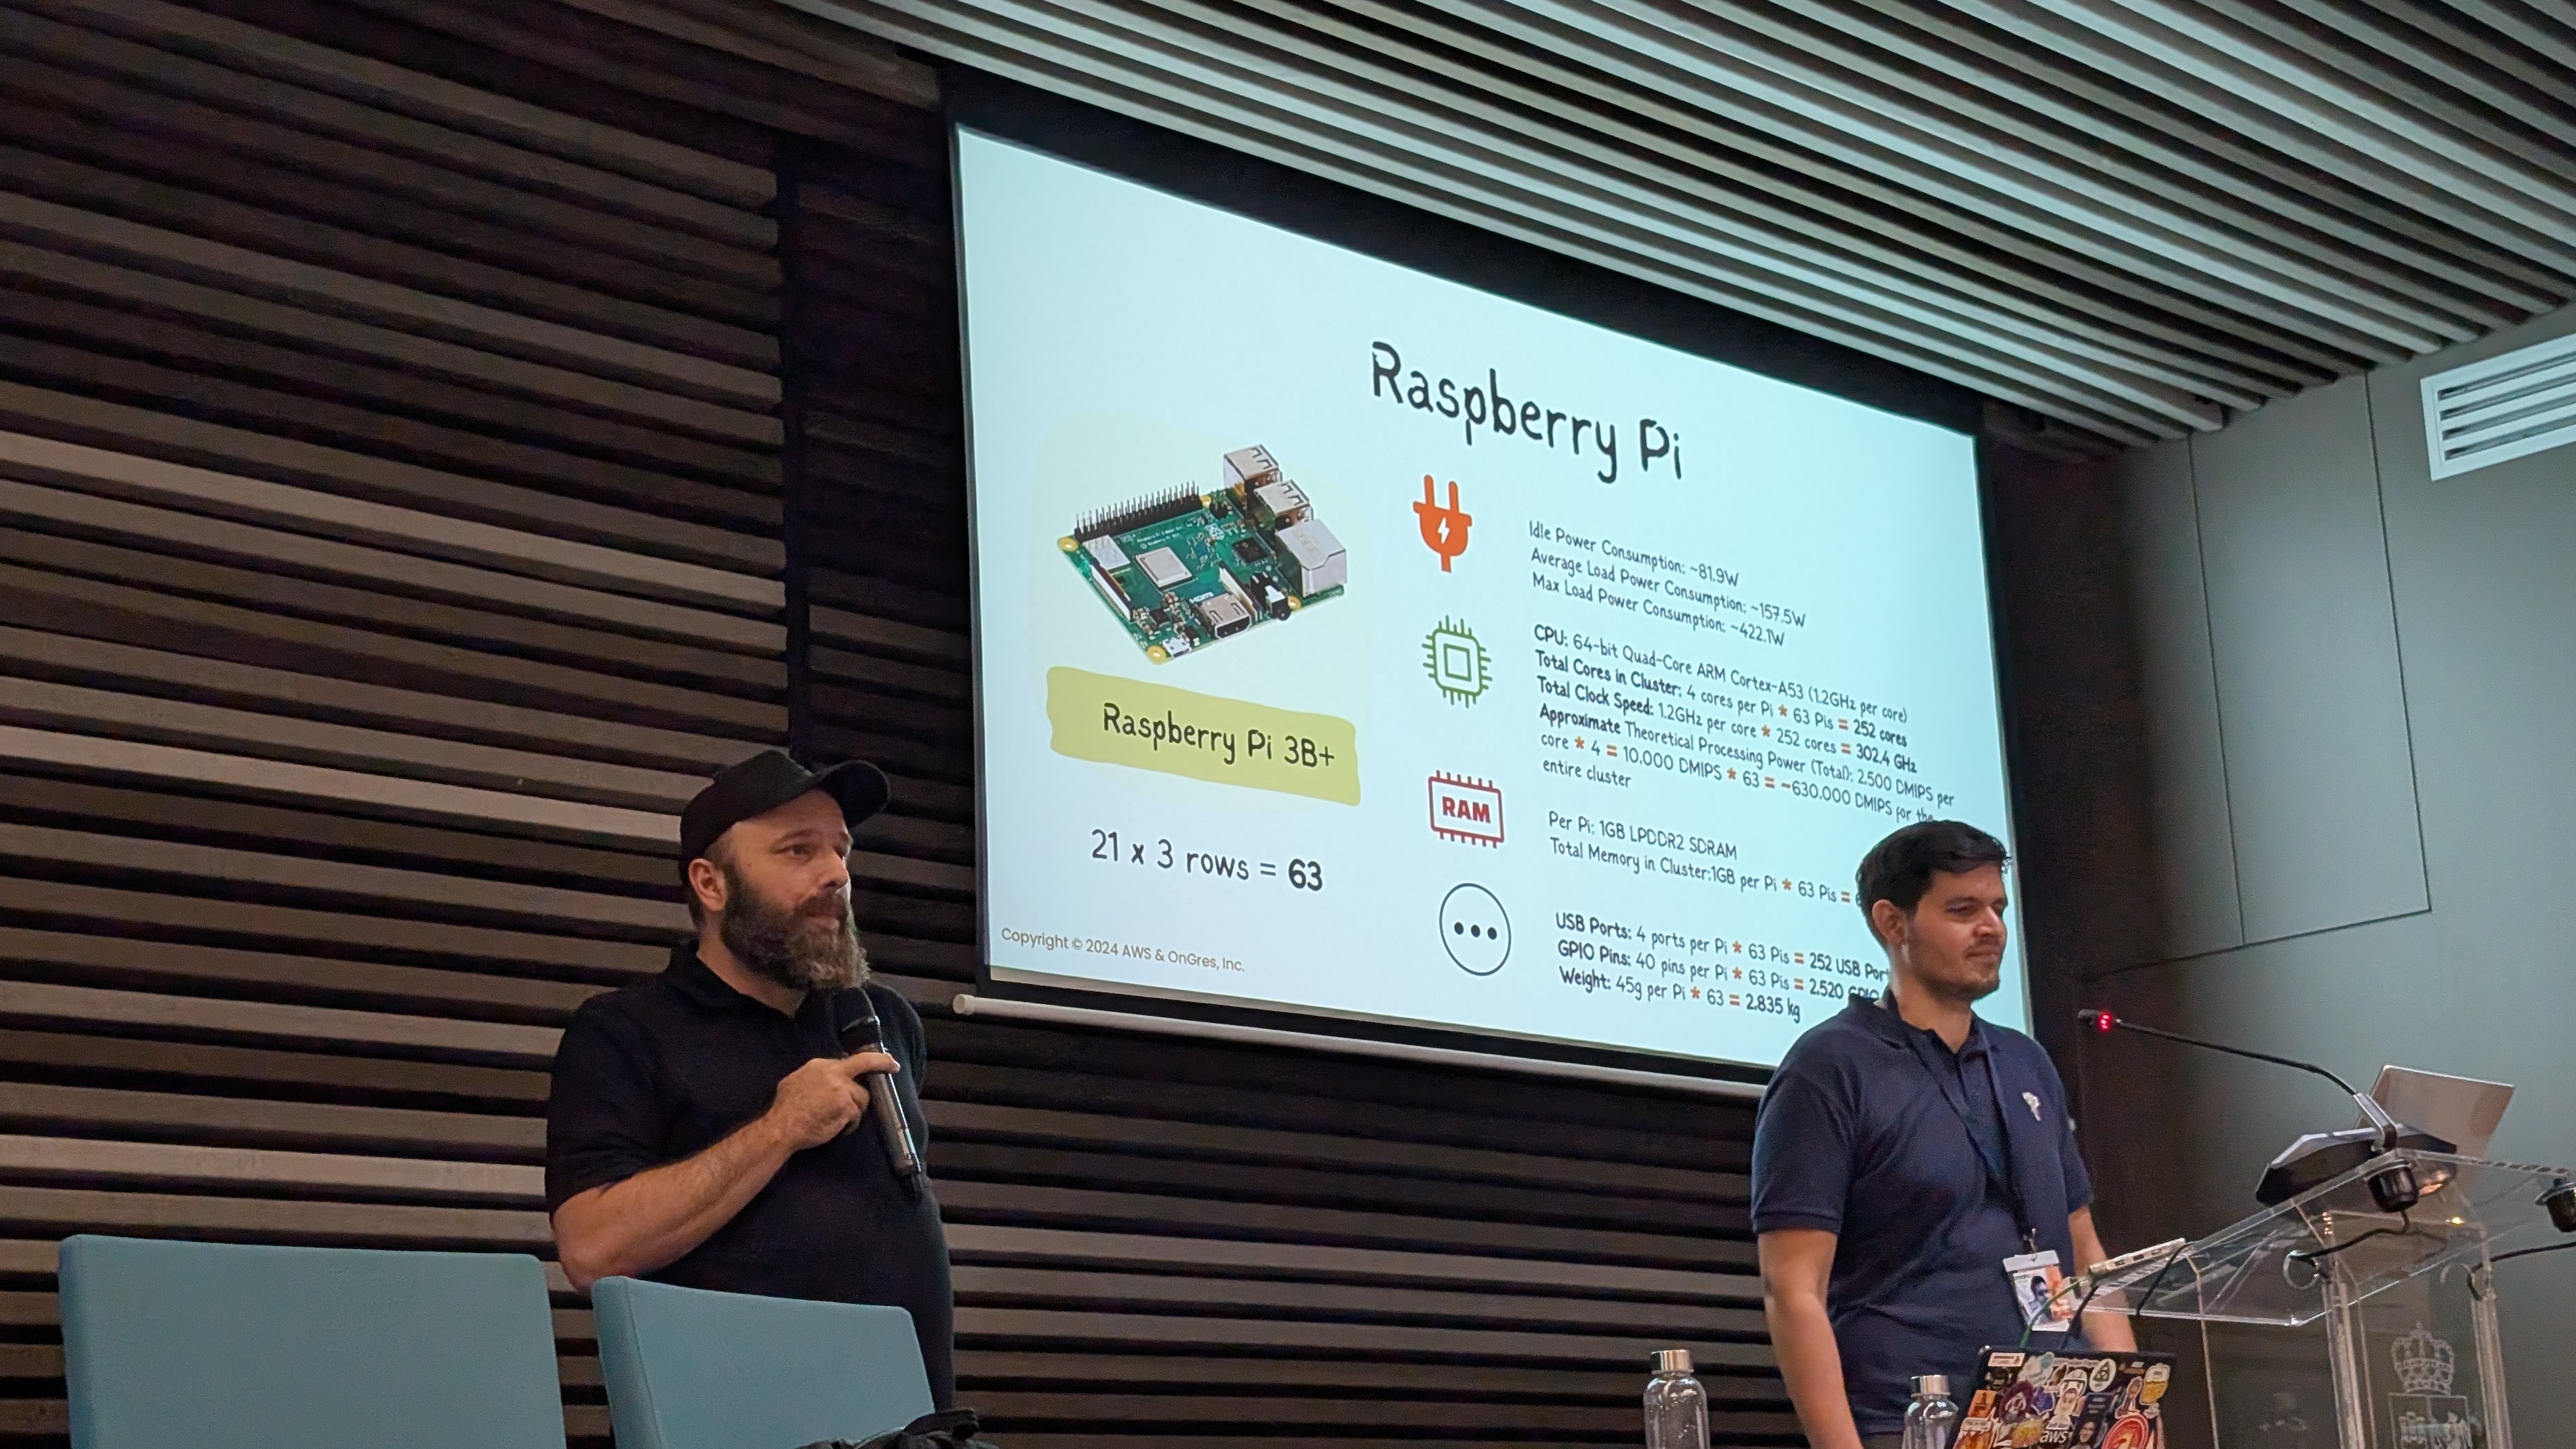 Raspberry Pi
Raspberry Pi 3B+
21 x 3 rows = 63
Copyright © 2024 AWS & OnGres, Inc.
Idle Power Consumption: ~81.9W
Average Load Power Consumption: ~157.5W
Max Load Power Consumption: ~422.1W
CPU: 64-bit Quad-Core ARM Cortex-A53 (1.2GHz per core)
Total Cores in Cluster: 4 cores per Pi * 63 Pis = 252 cores
Total Clock Speed: 1.2GHz per core * 252 cores = 302.4 GHz
Approximate Theoretical Processing Power (Total): 2.500 DMIPS per
core * 4 = 10.000 DMIPS * 63 = ~630.000 DMIPS for the
entire cluster
RAM
Per Pi: 1GB LPDDR2 SDRAM
Total Memory in Cluster:1GB per Pi * 63 Pis =
USB Ports: 4 ports per Pi * 63 Pis = 252 USB
GPIO Pins: 40 pins per Pi * 63 Pis = 2.520 GPIO
Weight: 45g per Pi * 63 = 2.835 kg
HDMI
aws